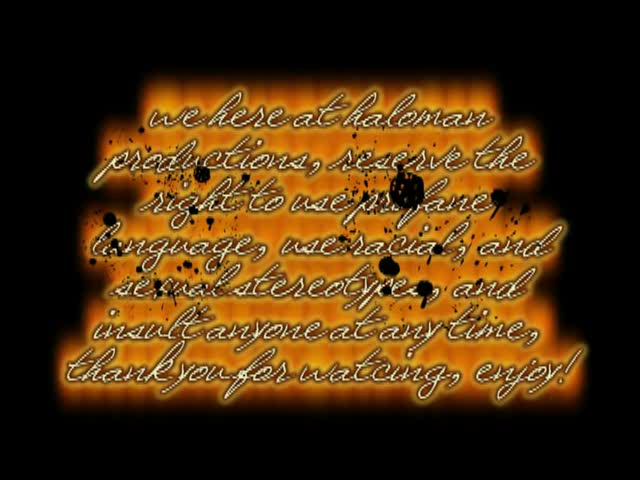 we here at haloman
productions, reserve the
right to use profane
language, use racial, and
sexual stereotypes, and
insult anyone at any time,
thank you for watcing, enjoy!